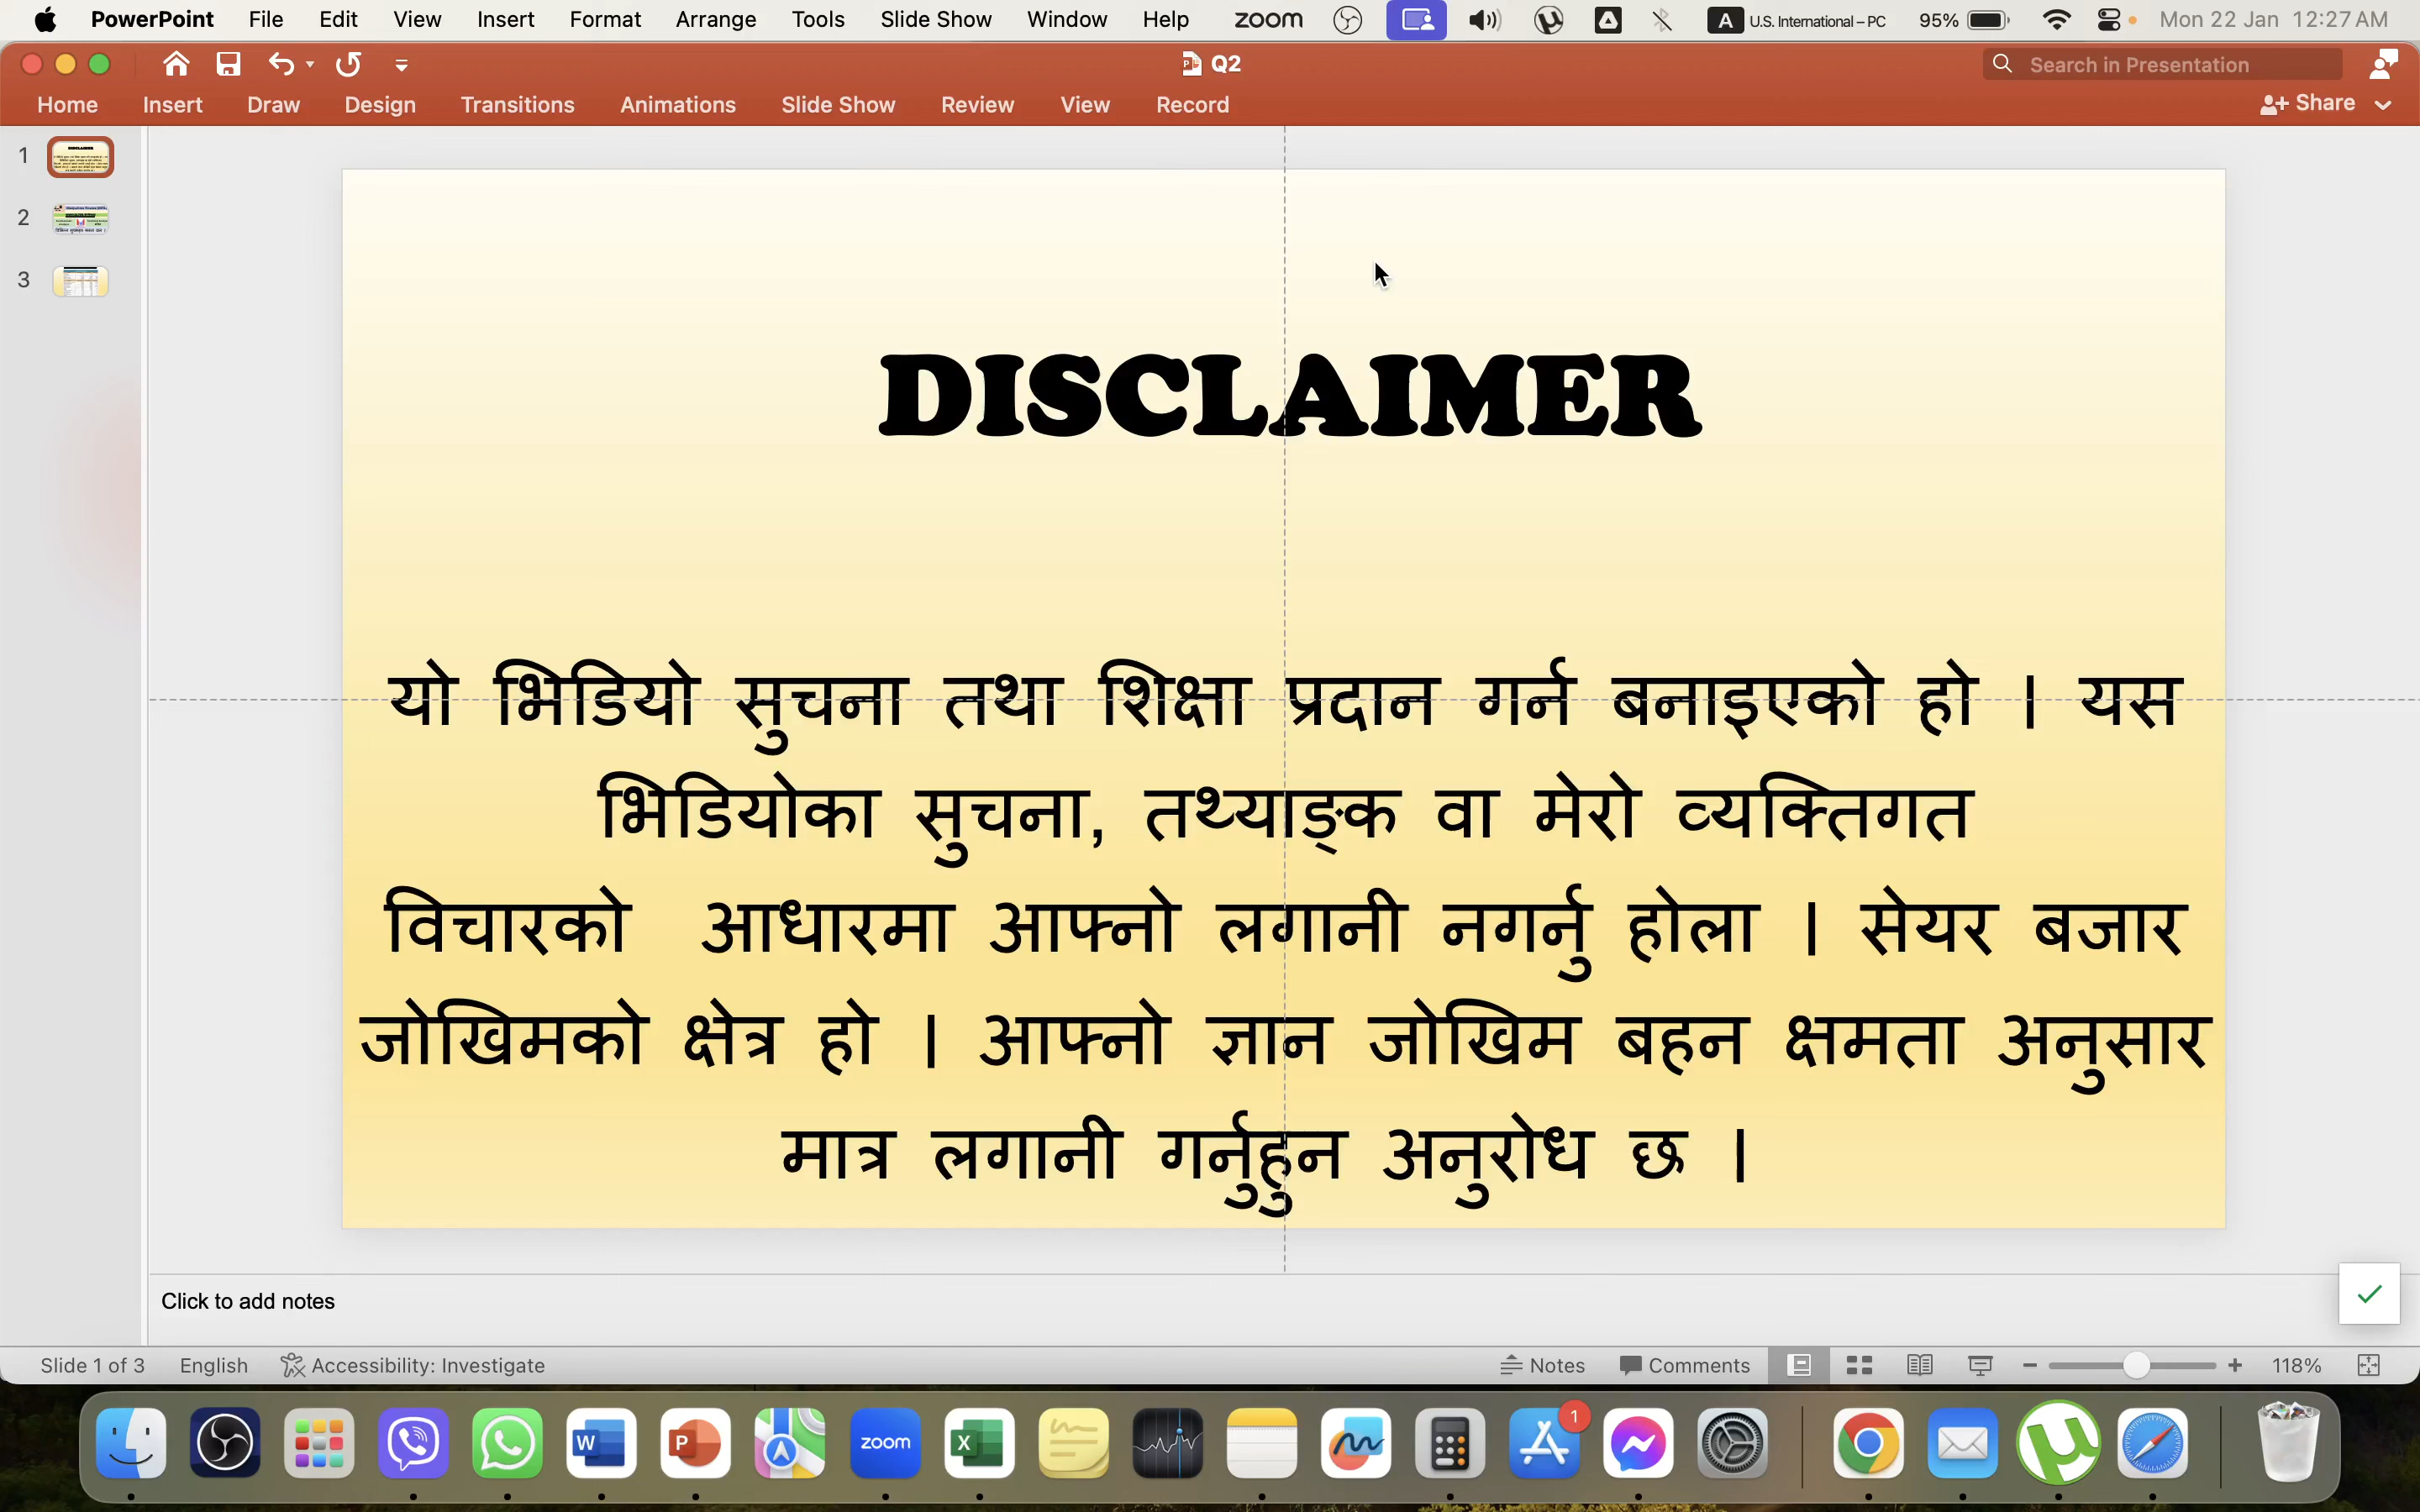 PowerPoint File Edit View Insert Format Arrange Tools Slide Show Window Help zoom A U.S. International – PC 95% Mon 22 Jan 12:27 AM
Q2
Search in Presentation
Home Insert Draw Design Transitions Animations Slide Show Review View Record Share
1
DISCLAIMER
2
3
DISCLAIMER
यो भिडियो सुचना तथा शिक्षा प्रदान गर्न बनाइएको हो । यस
भिडियोका सुचना, तथ्याङ्क वा मेरो व्यक्तिगत
विचारको आधारमा आफ्नो लगानी नगर्नु होला । सेयर बजार
जोखिमको क्षेत्र हो । आफ्नो ज्ञान जोखिम बहन क्षमता अनुसार
मात्र लगानी गर्नुहुन अनुरोध छ ।
Click to add notes
Slide 1 of 3 English Accessibility: Investigate Notes Comments 118%
W P zoom X 1